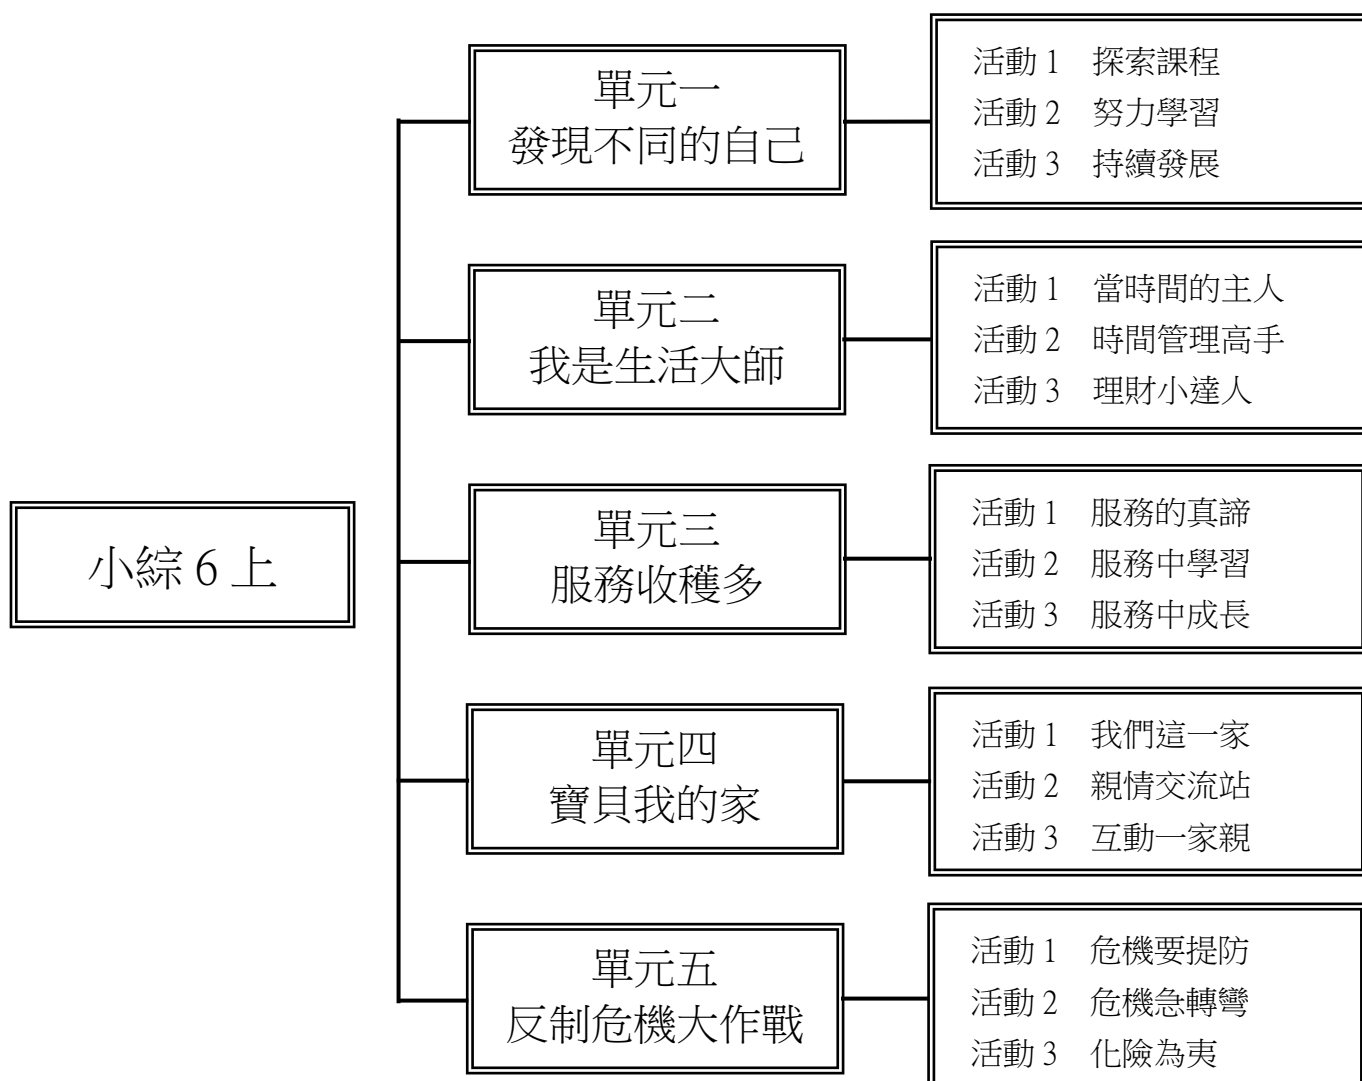 小綜 6 上
單元一
發現不同的自己
活動 1 探索課程
活動 2 努力學習
活動 3 持續發展
單元二
我是生活大師
活動 1 當時間的主人
活動 2 時間管理高手
活動 3 理財小達人
單元三
服務收穫多
活動 1 服務的真諦
活動 2 服務中學習
活動 3 服務中成長
單元四
寶貝我的家
活動 1 我們這一家
活動 2 親情交流站
活動 3 互動一家親
單元五
反制危機大作戰
活動 1 危機要提防
活動 2 危機急轉彎
活動 3 化險為夷